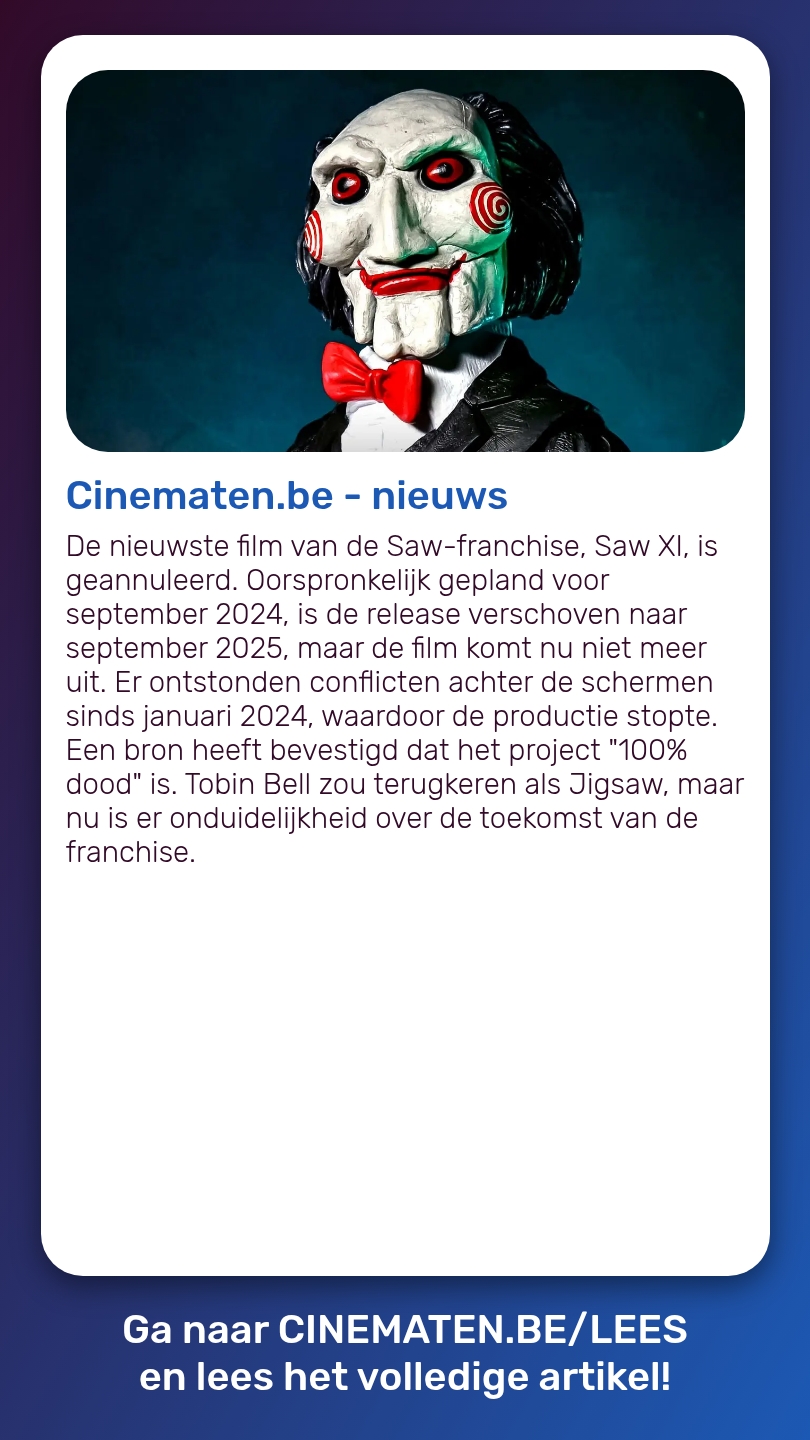 Cinematen.be - nieuws
De nieuwste film van de Saw-franchise, Saw XI, is
geannuleerd. Oorspronkelijk gepland voor
september 2024, is de release verschoven naar
september 2025, maar de film komt nu niet meer
uit. Er ontstonden conflicten achter de schermen
sinds januari 2024, waardoor de productie stopte.
Een bron heeft bevestigd dat het project "100%
dood" is. Tobin Bell zou terugkeren als Jigsaw, maar
nu is er onduidelijkheid over de toekomst van de
franchise.
Ga naar CINEMATEN.BE/LEES
en lees het volledige artikel!